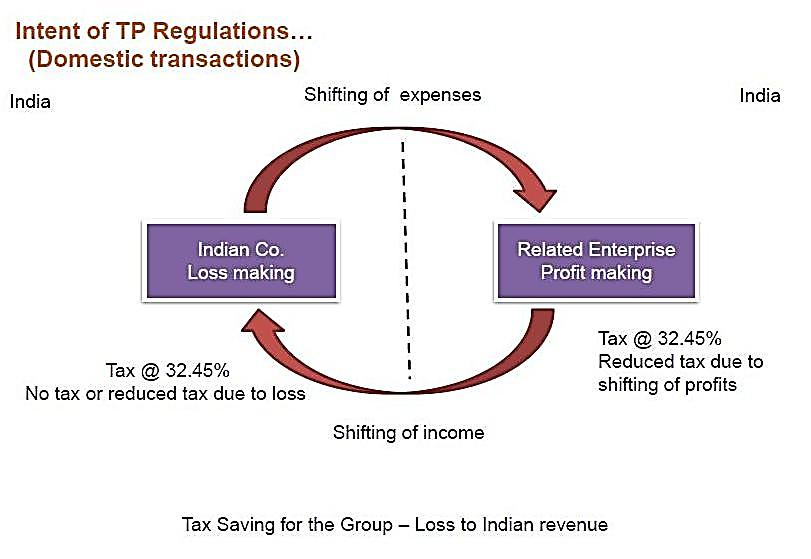 Intent of TP Regulations…
(Domestic transactions)
India
Shifting of expenses
India
Indian Co.
Loss making
Related Enterprise
Profit making
Tax @ 32.45%
No tax or reduced tax due to loss
Tax @ 32.45%
Reduced tax due to
shifting of profits
Shifting of income
Tax Saving for the Group – Loss to Indian revenue